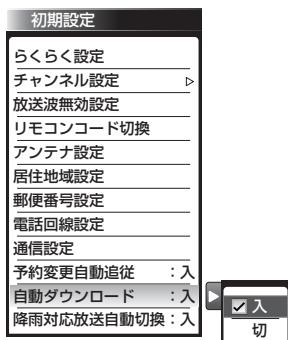 初期設定
らくらく設定
チャンネル設定 ▷
放送波無効設定
リモコンコード切換
アンテナ設定
居住地域設定
郵便番号設定
電話回線設定
通信設定
予約変更自動追従 ：入
自動ダウンロード ：入
降雨対応放送自動切換：入
入
切